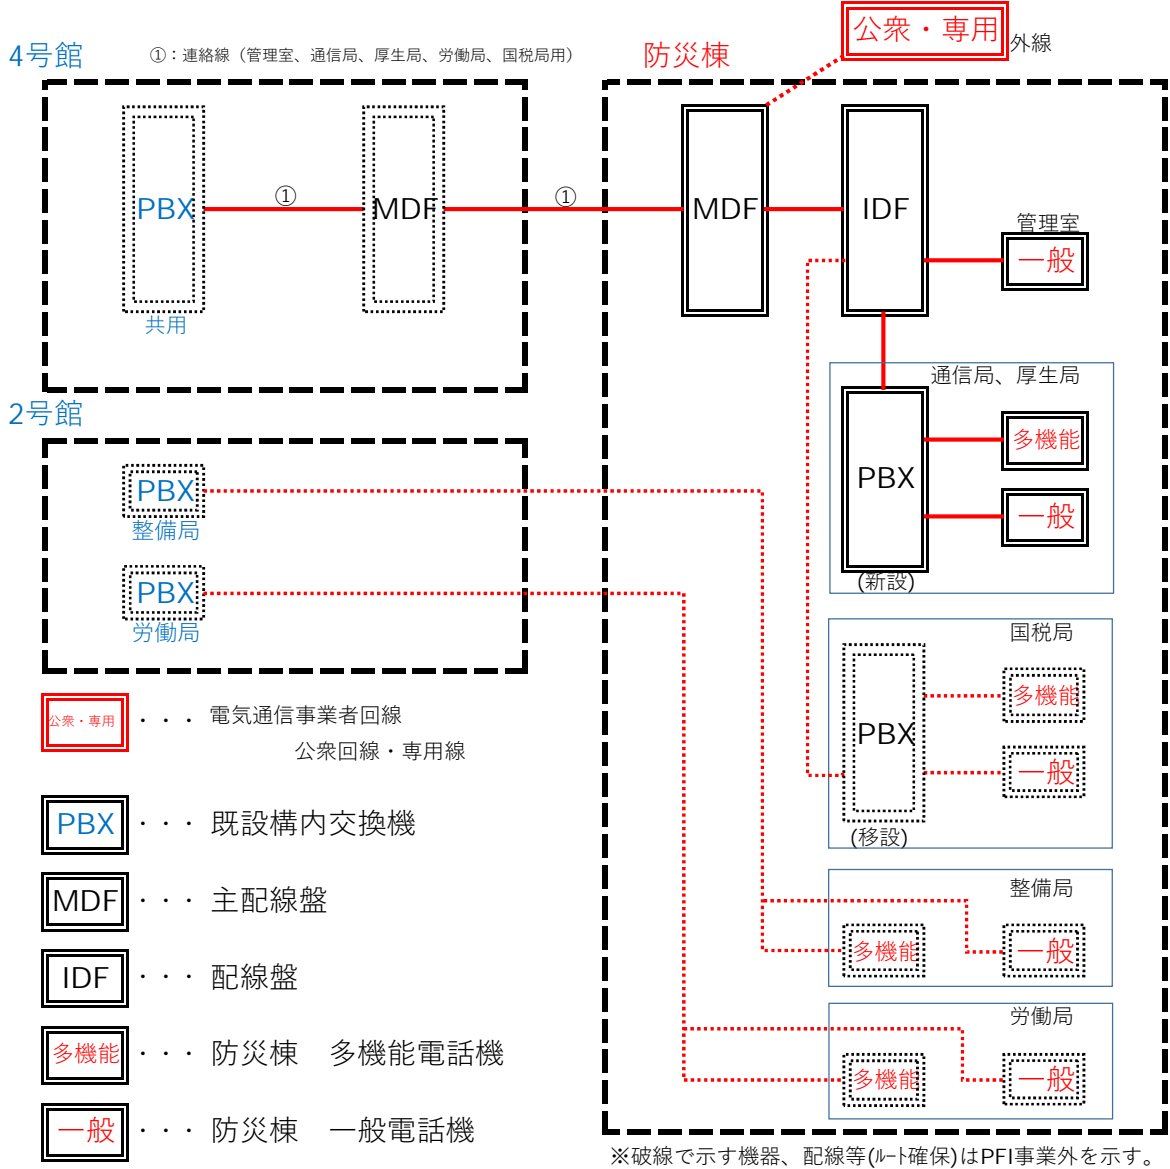 公衆・専用
外線
4号館
①：連絡線（管理室、通信局、厚生局、労働局、国税局用）
防災棟
PBX
①
MDF
①
MDF
IDF
管理室
一般
共用
通信局、厚生局
多機能
PBX
一般
(新設)
2号館
PBX
整備局
PBX
労働局
国税局
多機能
PBX
一般
(移設)
整備局
多機能
一般
労働局
多機能
一般
公衆・専用 ・・・ 電気通信事業者回線
公衆回線・専用線
PBX ・・・ 既設構内交換機
MDF ・・・ 主配線盤
IDF ・・・ 配線盤
多機能 ・・・ 防災棟　多機能電話機
一般 ・・・ 防災棟　一般電話機
※破線で示す機器、配線等(ﾙｰﾄ確保)はPFI事業外を示す。